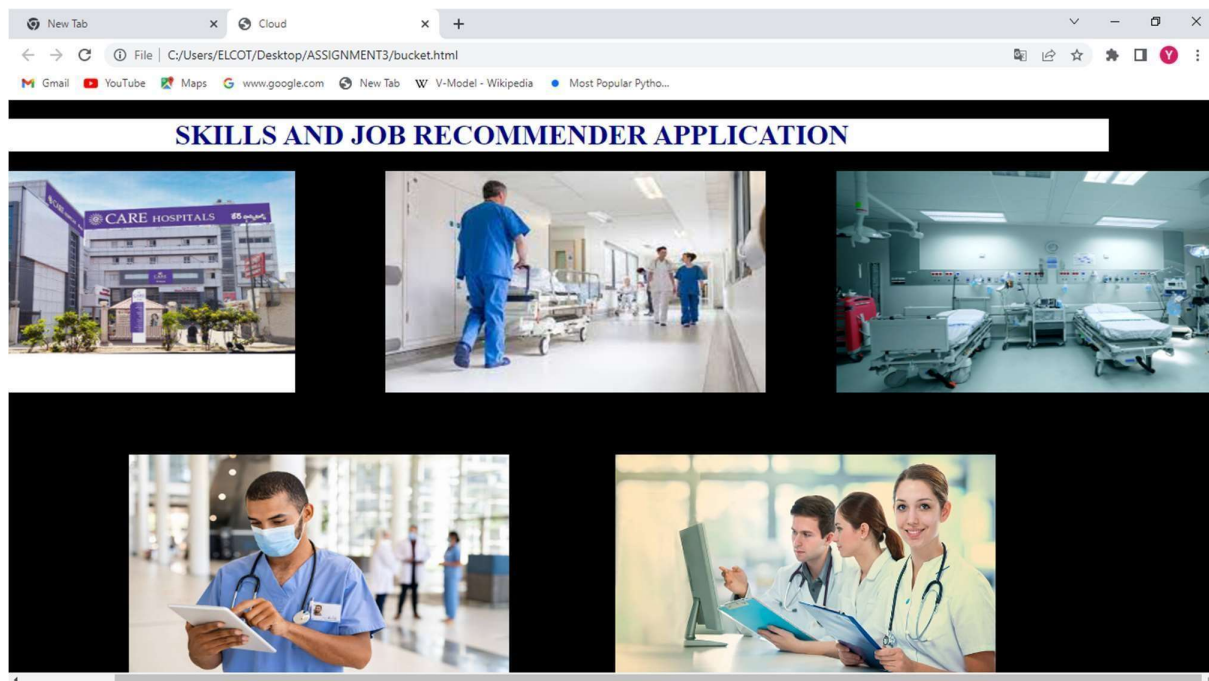 New Tab
Cloud
File C:/Users/ELCOT/Desktop/ASSIGNMENT3/bucket.html
Y
Gmail YouTube Maps www.google.com New Tab V-Model - Wikipedia Most Popular Pytho...
SKILLS AND JOB RECOMMENDER APPLICATION
CARE HOSPITALS